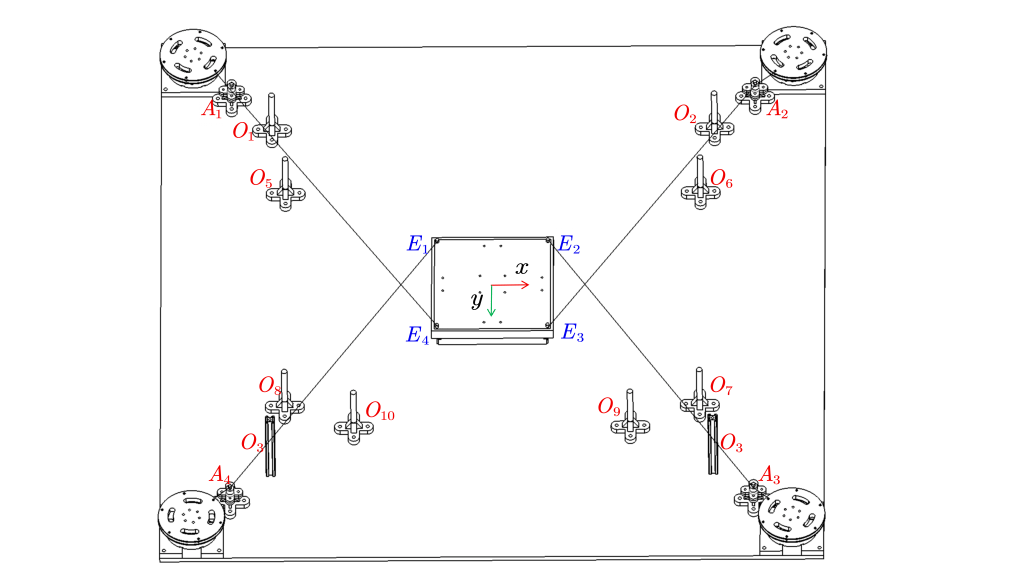 A₁
A₂
O₁
O₂
O₅
O₆
E₁
E₂
x
y
E₄
E₃
O₈
O₇
O₁₀
O₉
O₃
O₃
A₄
A₃